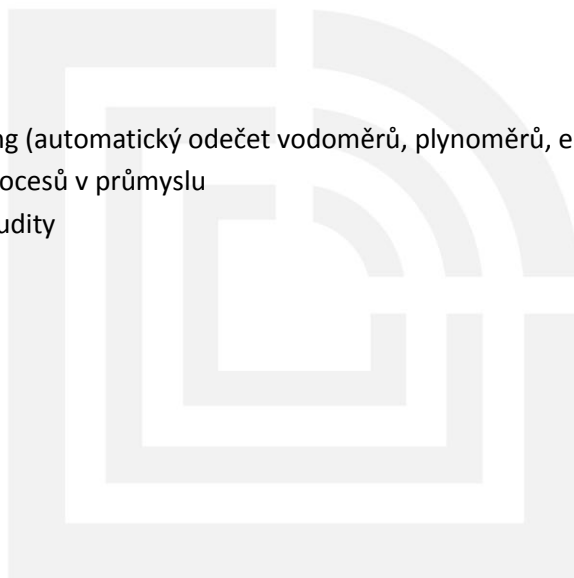 ng (automatický odečet vodoměrů, plynoměrů, e
ocesů v průmyslu
udity